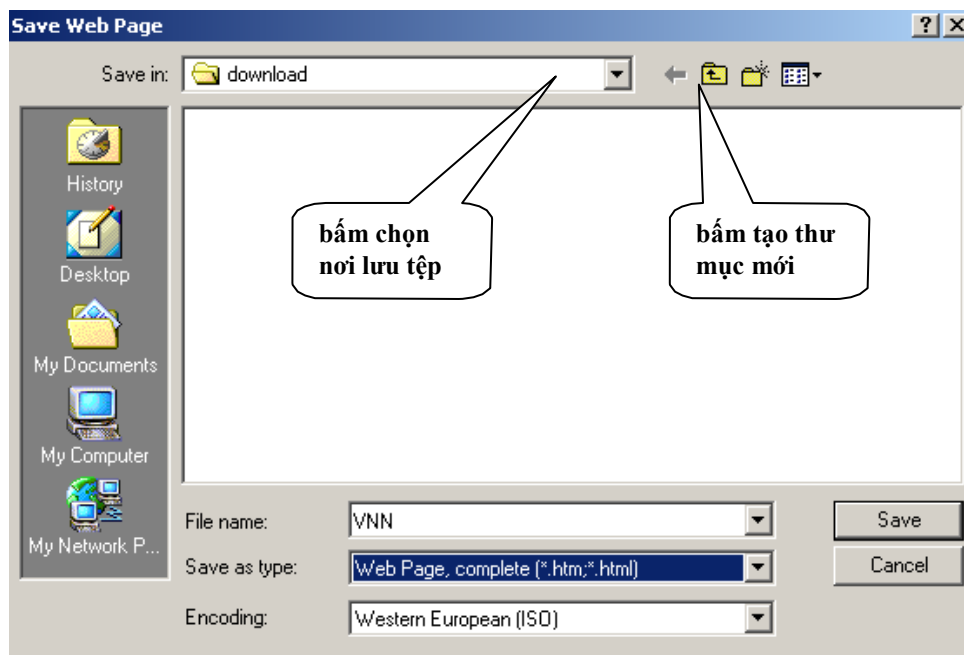 Save Web Page
Save in:
download
History
Desktop
My Documents
My Computer
My Network P...
bấm chọn
nơi lưu tệp
bấm tạo thư
mục mới
File name:
VNN
Save
Save as type:
Web Page, complete (*.htm;*.html)
Cancel
Encoding:
Western European (ISO)